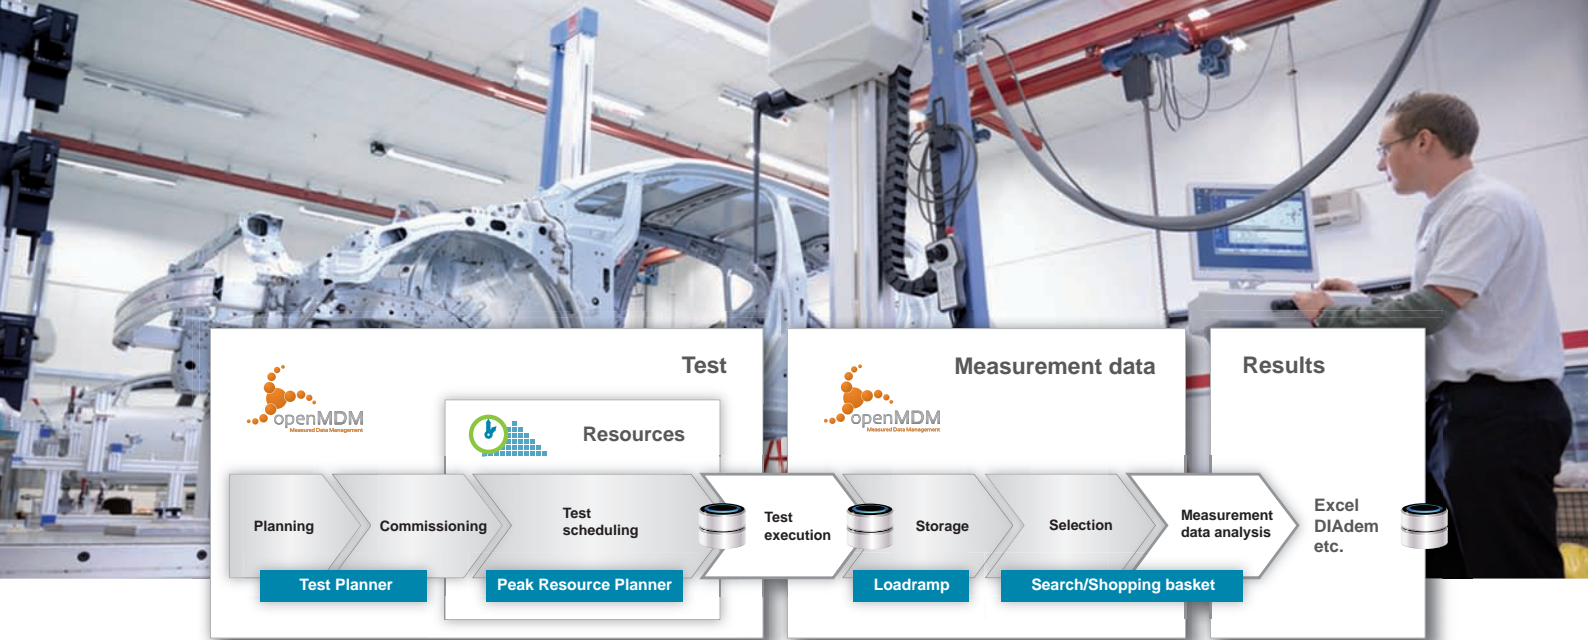 Test
Measurement data
Results
openMDM
Measured Data Management
openMDM
Measured Data Management
Resources
Planning
Commissioning
Test
scheduling
Test
execution
Storage
Selection
Measurement
data analysis
Excel
DIAdem
etc.
Test Planner
Peak Resource Planner
Loadramp
Search/Shopping basket